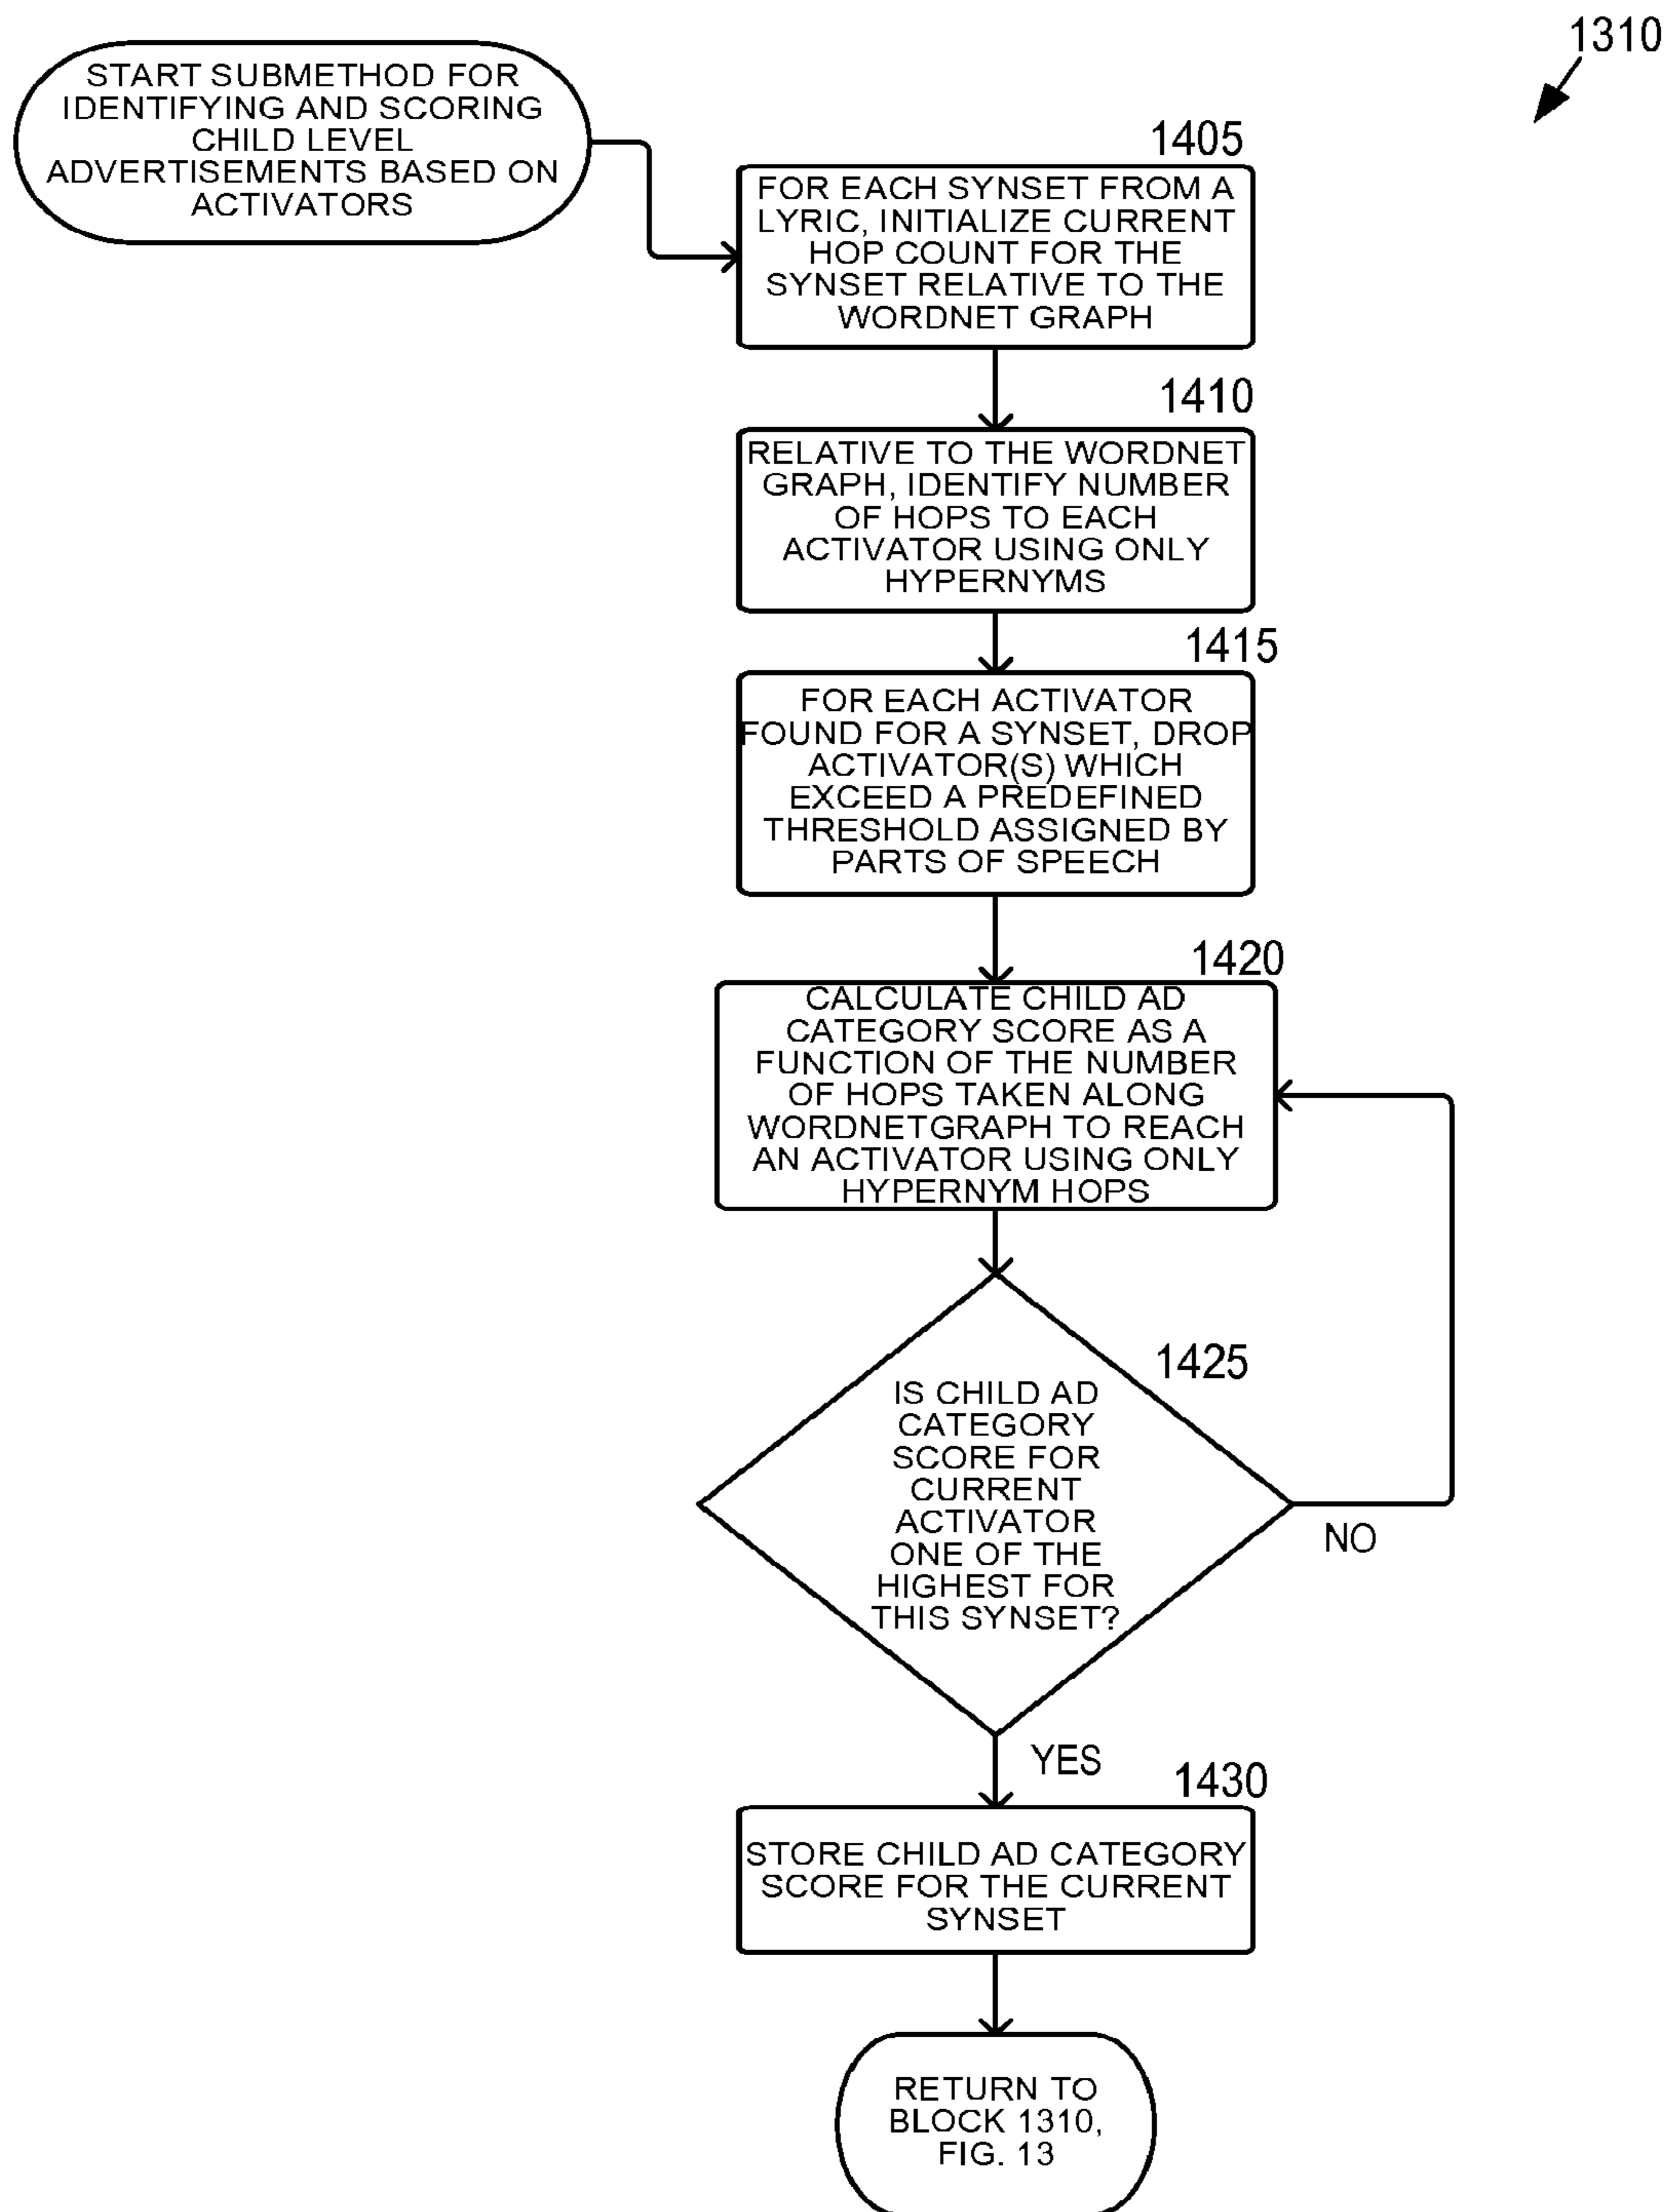 1310
START SUBMETHOD FOR
IDENTIFYING AND SCORING
CHILD LEVEL
ADVERTISEMENTS BASED ON
ACTIVATORS
1405
FOR EACH SYNSET FROM A
LYRIC, INITIALIZE CURRENT
HOP COUNT FOR THE
SYNSET RELATIVE TO THE
WORDNET GRAPH
1410
RELATIVE TO THE WORDNET
GRAPH, IDENTIFY NUMBER
OF HOPS TO EACH
ACTIVATOR USING ONLY
HYPERNYMS
1415
FOR EACH ACTIVATOR
FOUND FOR A SYNSET, DROP
ACTIVATOR(S) WHICH
EXCEED A PREDEFINED
THRESHOLD ASSIGNED BY
PARTS OF SPEECH
1420
CALCULATE CHILD AD
CATEGORY SCORE AS A
FUNCTION OF THE NUMBER
OF HOPS TAKEN ALONG
WORDNETGRAPH TO REACH
AN ACTIVATOR USING ONLY
HYPERNYM HOPS
1425
IS CHILD AD
CATEGORY
SCORE FOR
CURRENT
ACTIVATOR
ONE OF THE
HIGHEST FOR
THIS SYNSET?
NO
YES
1430
STORE CHILD AD CATEGORY
SCORE FOR THE CURRENT
SYNSET
RETURN TO
BLOCK 1310,
FIG. 13